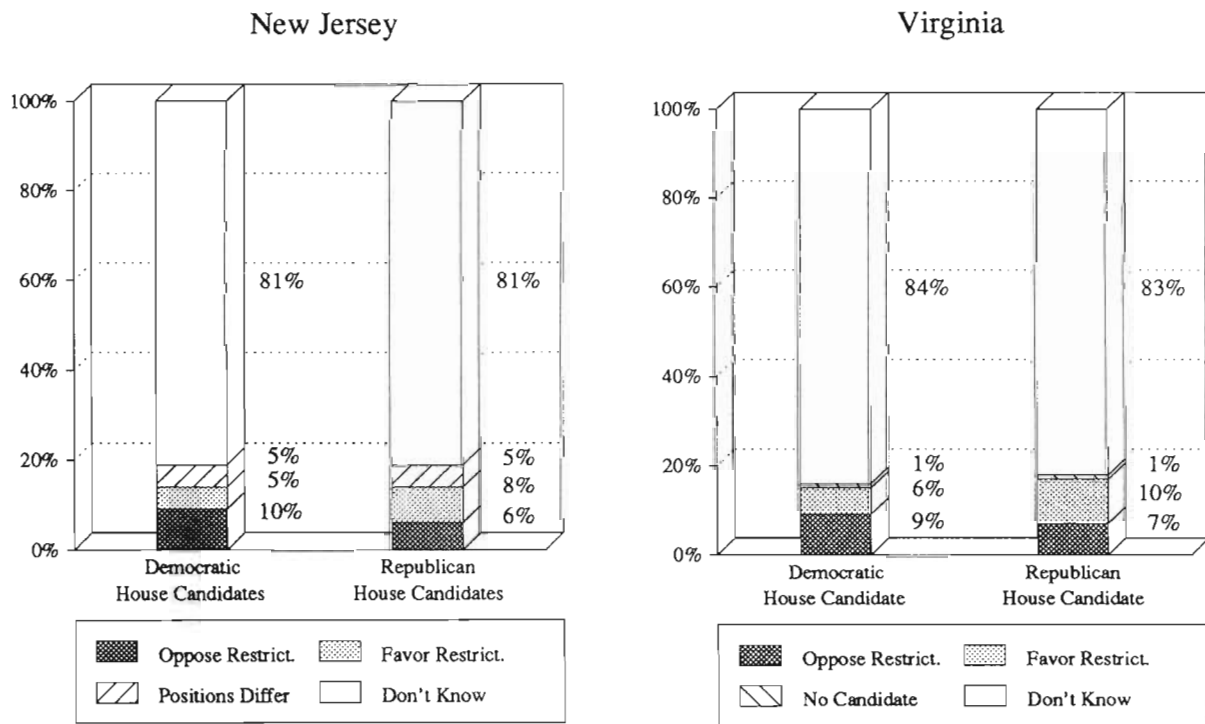 New Jersey
100%
80%
60%
40%
20%
0%
81%
5%
5%
10%
81%
5%
8%
6%
Democratic
House Candidates
Republican
House Candidates
Oppose Restrict.
Favor Restrict.
Positions Differ
Don't Know
Virginia
100%
80%
60%
40%
20%
0%
84%
1%
6%
9%
83%
1%
10%
7%
Democratic
House Candidate
Republican
House Candidate
Oppose Restrict.
Favor Restrict.
No Candidate
Don't Know